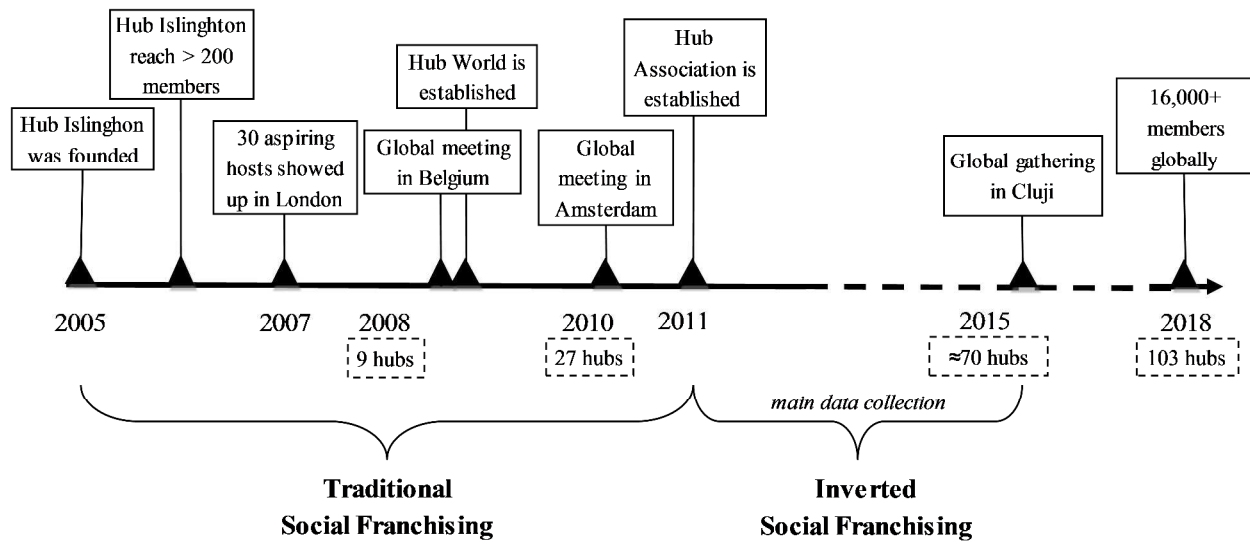 Hub Islinghton
reach > 200
members
Hub Islinghon
was founded
30 aspiring
hosts showed
up in London
Hub World is
established
Global meeting
in Belgium
Global
meeting in
Amsterdam
Hub
Association is
established
Global gathering
in Cluji
16,000+
members
globally
2005
2007
2008
2010
2011
2015
2018
9 hubs
27 hubs
≈70 hubs
103 hubs
main data collection
Traditional
Social Franchising
Inverted
Social Franchising